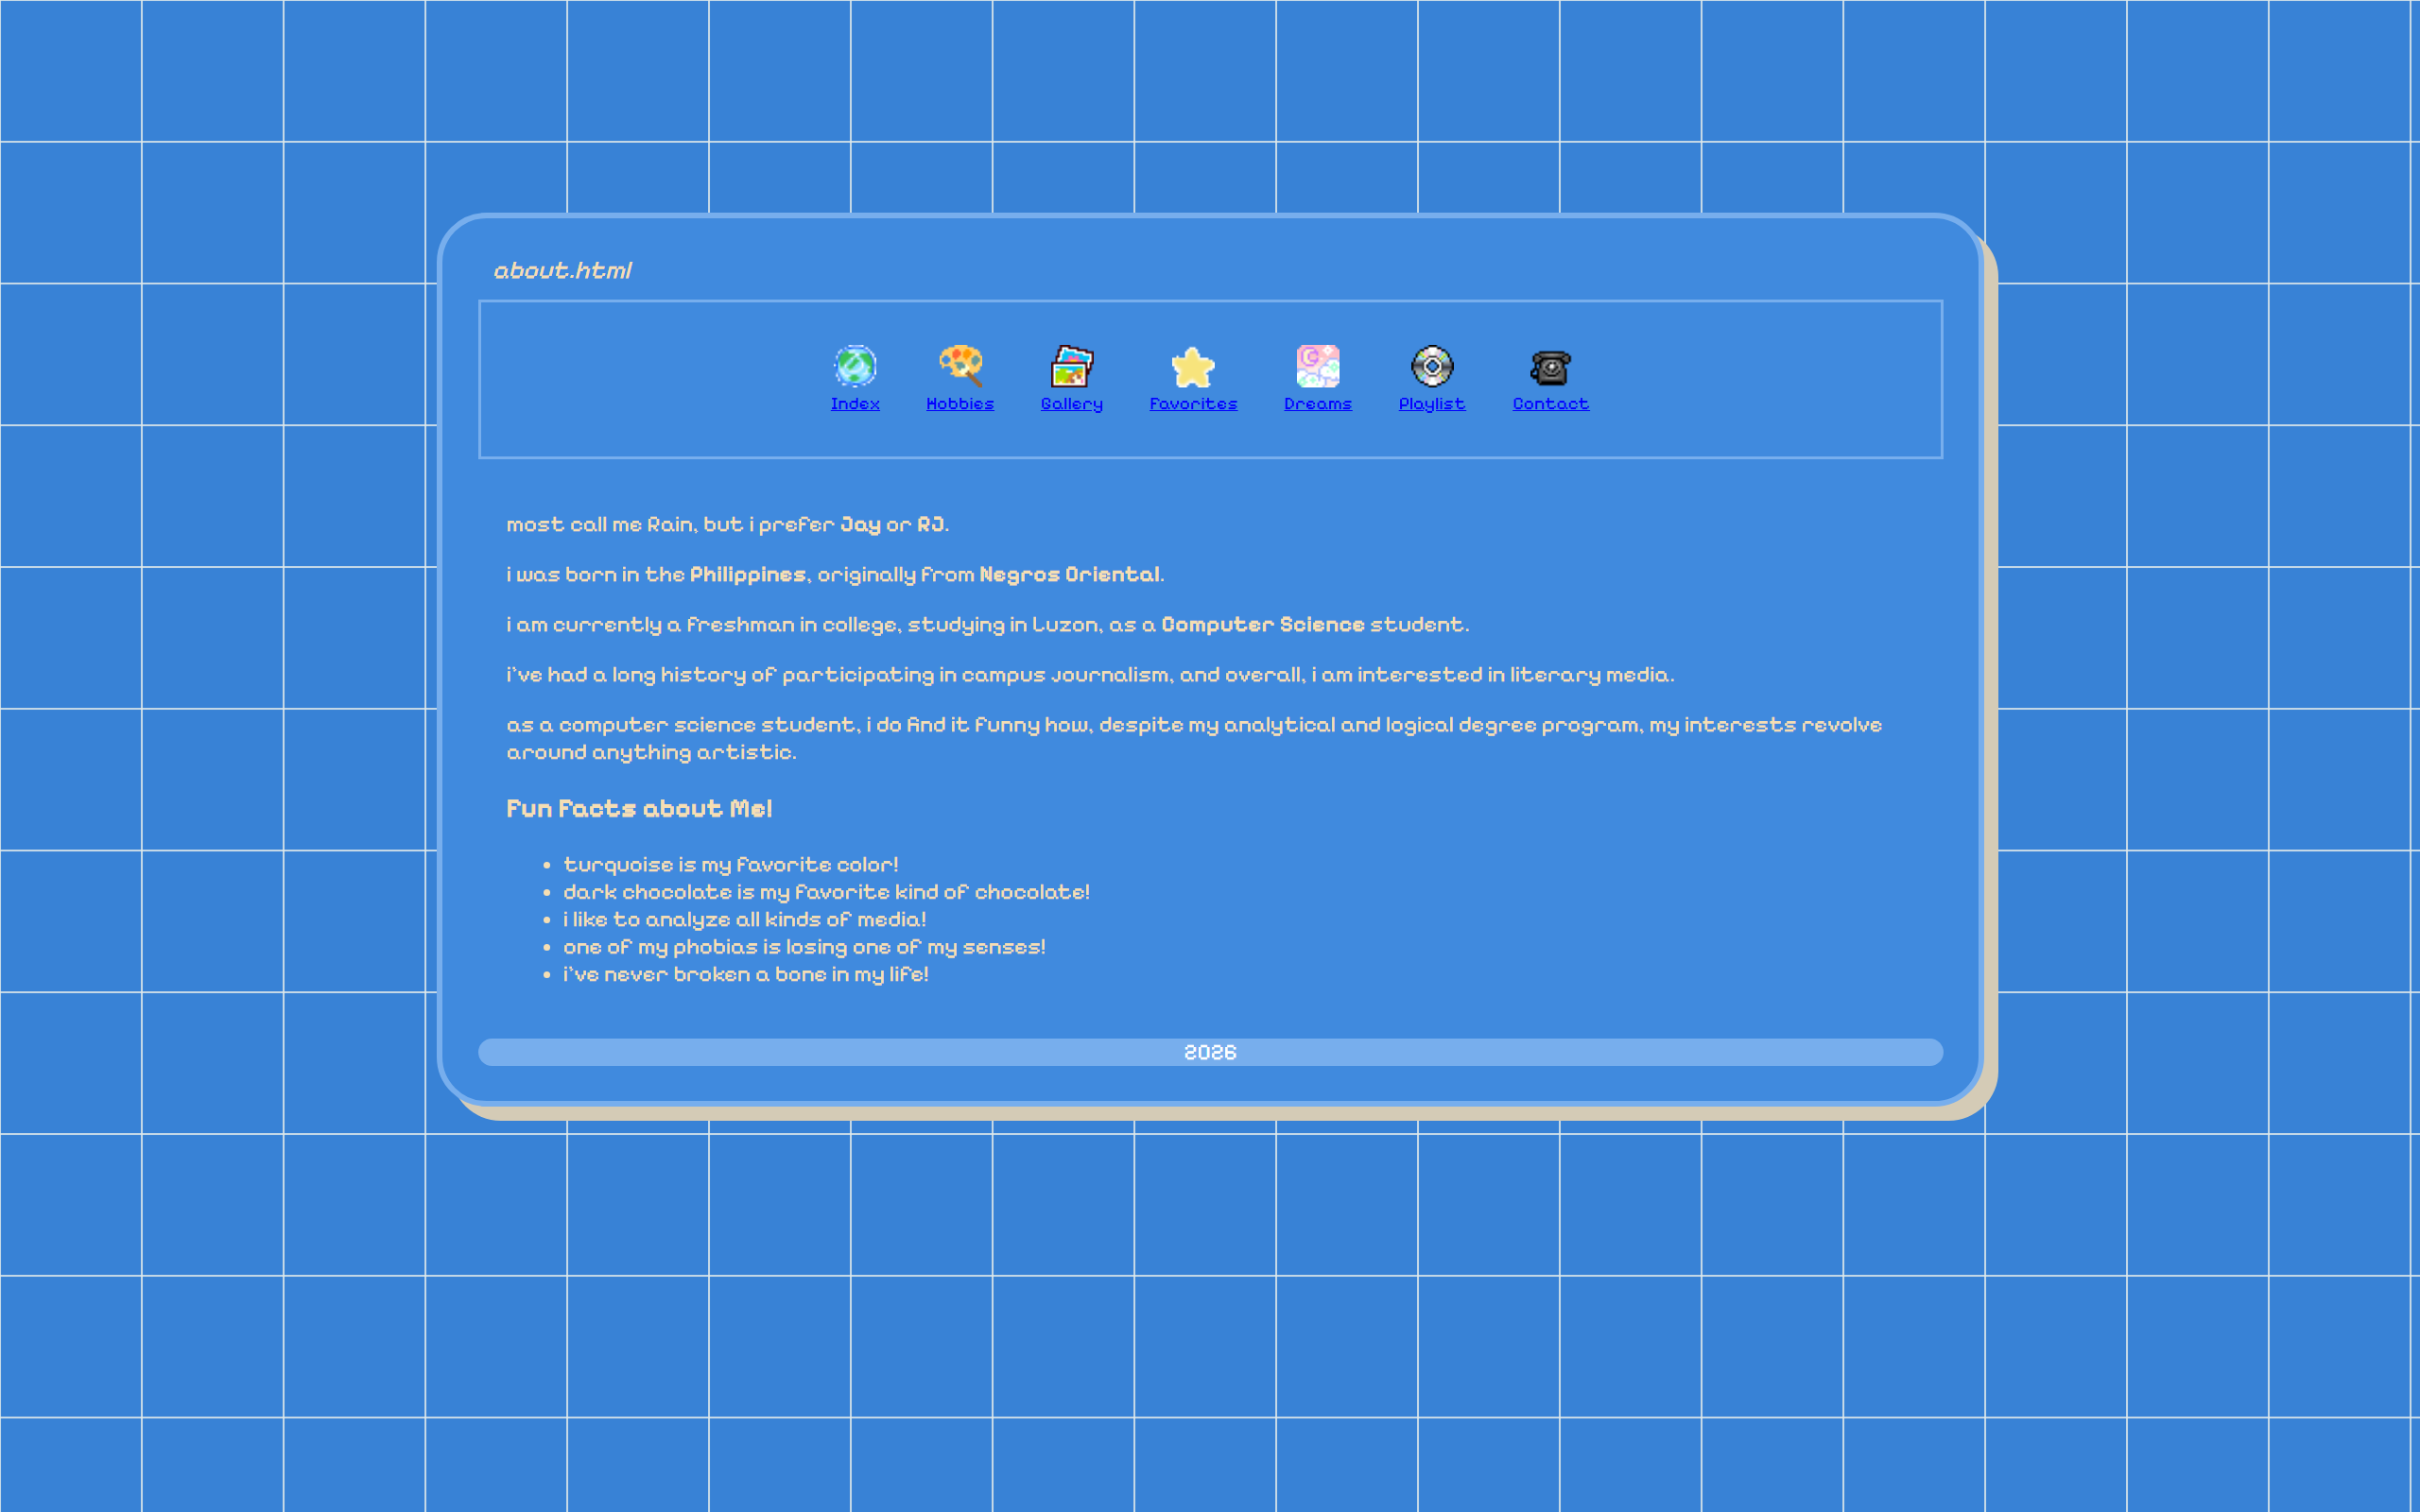 about.html
Index Hobbies Gallery Favorites Dreams Playlist Contact
most call me Rain, but i prefer Jay or RJ.
i was born in the Philippines, originally from Negros Oriental.
i am currently a freshman in college, studying in Luzon, as a Computer Science student.
i've had a long history of participating in campus journalism, and overall, i am interested in literary media.
as a computer science student, i do find it funny how, despite my analytical and logical degree program, my interests revolve
around anything artistic.
Fun Facts about Me!
• turquoise is my favorite color!
• dark chocolate is my favorite kind of chocolate!
• i like to analyze all kinds of media!
• one of my phobias is losing one of my senses!
• i've never broken a bone in my life!
2026